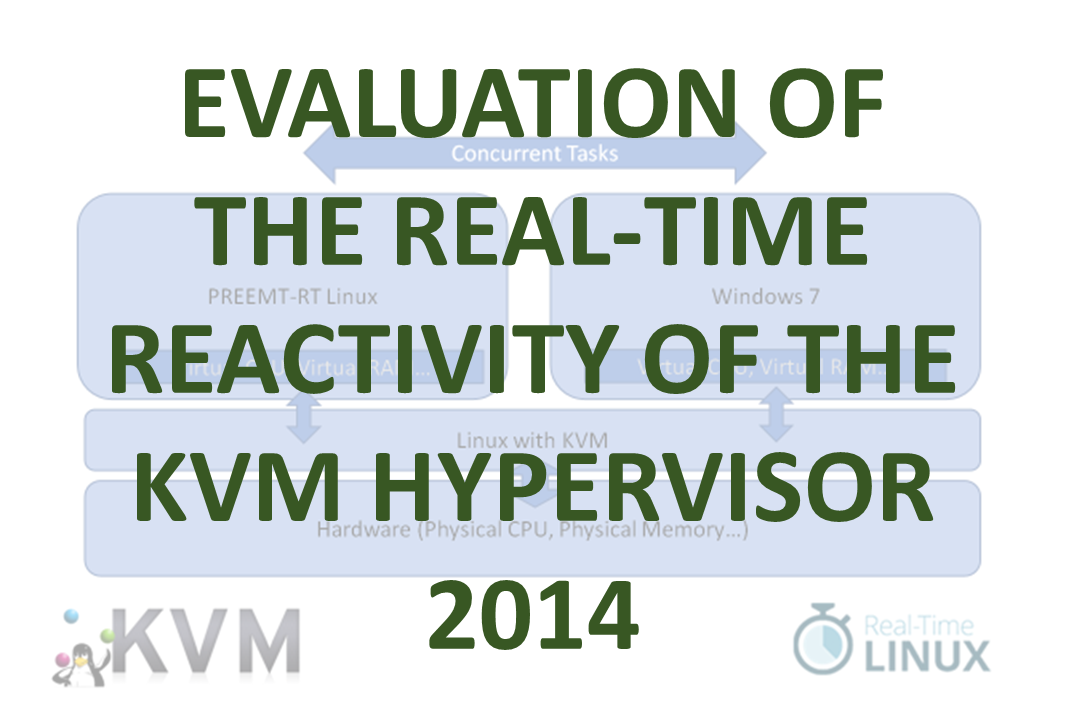 EVALUATION OF
Concurrent Tasks
THE REAL-TIME
PREEMT-RT Linux
Windows 7
REACTIVITY OF THE
Virtual CPU, Virtual RAM...
Virtual CPU, Virtual RAM...
Linux with KVM
KVM HYPERVISOR
Hardware (Physical CPU, Physical Memory...)
2014
KVM
Real-Time
LINUX